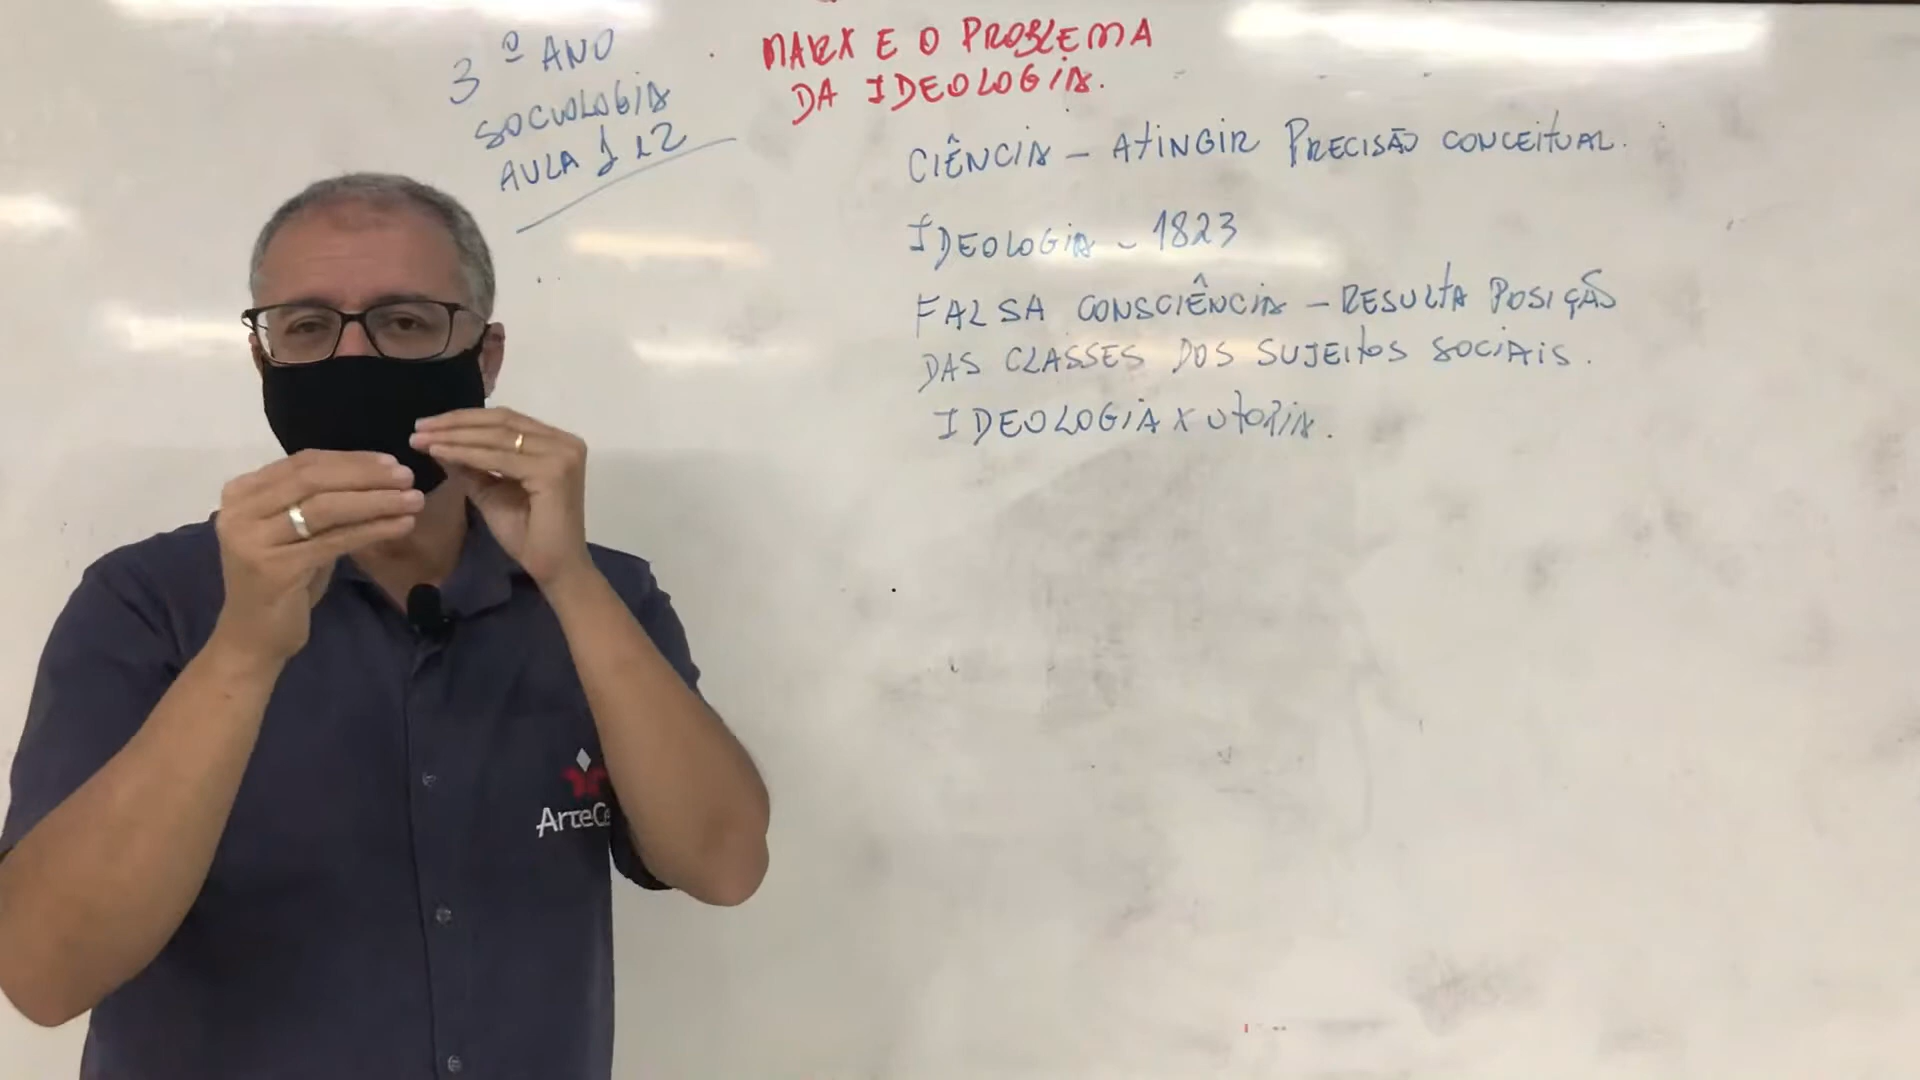 3º ANO
SOCIOLOGIA
AULA 1 e 2
MARX E O PROBLEMA
DA IDEOLOGIA.
CIÊNCIA – ATINGIR PRECISÃO CONCEITUAL.
IDEOLOGIA – 1823
FALSA CONSCIÊNCIA – RESULTA POSIÇÃO
DAS CLASSES DOS SUJEITOS SOCIAIS.
IDEOLOGIA X UTOPIA.
ArteCe